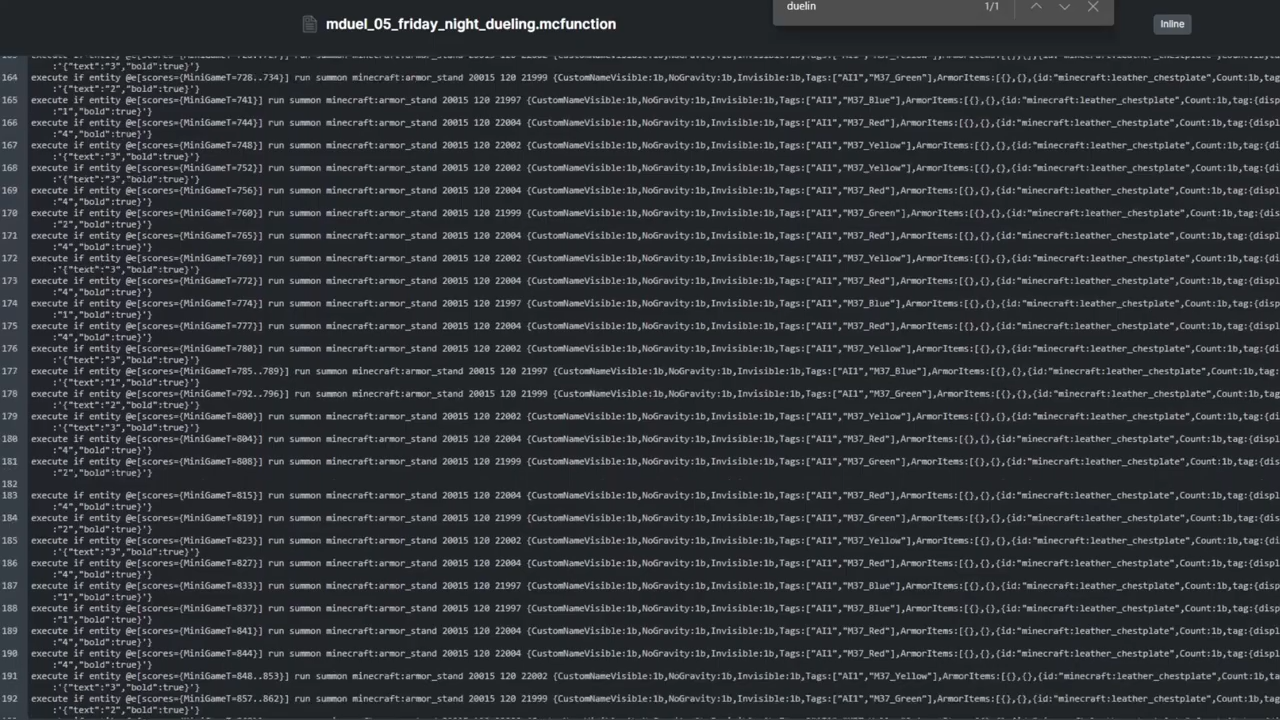 duelin
1/1
mduel_05_friday_night_dueling.mcfunction
Inline
:'{"text":"3","bold":true}'}
164 execute if entity @e[scores={MiniGameT=728..734}] run summon minecraft:armor_stand 20015 120 21999 {CustomNameVisible:1b,NoGravity:1b,Invisible:1b,Tags:["AI1","M37_Green"],ArmorItems:[{},{},{id:"minecraft:leather_chestplate",Count:1b,tag:{displ
:'{"text":"2","bold":true}'}
165 execute if entity @e[scores={MiniGameT=741}] run summon minecraft:armor_stand 20015 120 21997 {CustomNameVisible:1b,NoGravity:1b,Invisible:1b,Tags:["AI1","M37_Blue"],ArmorItems:[{},{},{id:"minecraft:leather_chestplate",Count:1b,tag:{disp
"1","bold":true}'}
166 execute if entity @e[scores={MiniGameT=744}] run summon minecraft:armor_stand 20015 120 22004 {CustomNameVisible:1b,NoGravity:1b,Invisible:1b,Tags:["AI1","M37_Red"],ArmorItems:[{},{},{id:"minecraft:leather_chestplate",Count:1b,tag:{displ
"4","bold":true}'}
167 execute if entity @e[scores={MiniGameT=748}] run summon minecraft:armor_stand 20015 120 22002 {CustomNameVisible:1b,NoGravity:1b,Invisible:1b,Tags:["AI1","M37_Yellow"],ArmorItems:[{},{},{id:"minecraft:leather_chestplate",Count:1b,tag:{di
:'{"text":"3","bold":true}'}
168 execute if entity @e[scores={MiniGameT=752}] run summon minecraft:armor_stand 20015 120 22002 {CustomNameVisible:1b,NoGravity:1b,Invisible:1b,Tags:["AI1","M37_Yellow"],ArmorItems:[{},{},{id:"minecraft:leather_chestplate",Count:1b,tag:{di
:'{"text":"3","bold":true}'}
169 execute if entity @e[scores={MiniGameT=756}] run summon minecraft:armor_stand 20015 120 22004 {CustomNameVisible:1b,NoGravity:1b,Invisible:1b,Tags:["AI1","M37_Red"],ArmorItems:[{},{},{id:"minecraft:leather_chestplate",Count:1b,tag:{displ
"4","bold":true}'}
170 execute if entity @e[scores={MiniGameT=760}] run summon minecraft:armor_stand 20015 120 21999 {CustomNameVisible:1b,NoGravity:1b,Invisible:1b,Tags:["AI1","M37_Green"],ArmorItems:[{},{},{id:"minecraft:leather_chestplate",Count:1b,tag:{dis
"2","bold":true}'}
171 execute if entity @e[scores={MiniGameT=765}] run summon minecraft:armor_stand 20015 120 22004 {CustomNameVisible:1b,NoGravity:1b,Invisible:1b,Tags:["AI1","M37_Red"],ArmorItems:[{},{},{id:"minecraft:leather_chestplate",Count:1b,tag:{displ
"4","bold":true}'}
172 execute if entity @e[scores={MiniGameT=769}] run summon minecraft:armor_stand 20015 120 22002 {CustomNameVisible:1b,NoGravity:1b,Invisible:1b,Tags:["AI1","M37_Yellow"],ArmorItems:[{},{},{id:"minecraft:leather_chestplate",Count:1b,tag:{di
:'{"text":"3","bold":true}'}
173 execute if entity @e[scores={MiniGameT=772}] run summon minecraft:armor_stand 20015 120 22004 {CustomNameVisible:1b,NoGravity:1b,Invisible:1b,Tags:["AI1","M37_Red"],ArmorItems:[{},{},{id:"minecraft:leather_chestplate",Count:1b,tag:{displ
"4","bold":true}'}
174 execute if entity @e[scores={MiniGameT=774}] run summon minecraft:armor_stand 20015 120 21997 {CustomNameVisible:1b,NoGravity:1b,Invisible:1b,Tags:["AI1","M37_Blue"],ArmorItems:[{},{},{id:"minecraft:leather_chestplate",Count:1b,tag:{disp
"1","bold":true}'}
175 execute if entity @e[scores={MiniGameT=777}] run summon minecraft:armor_stand 20015 120 22004 {CustomNameVisible:1b,NoGravity:1b,Invisible:1b,Tags:["AI1","M37_Red"],ArmorItems:[{},{},{id:"minecraft:leather_chestplate",Count:1b,tag:{displ
"4","bold":true}'}
176 execute if entity @e[scores={MiniGameT=780}] run summon minecraft:armor_stand 20015 120 22002 {CustomNameVisible:1b,NoGravity:1b,Invisible:1b,Tags:["AI1","M37_Yellow"],ArmorItems:[{},{},{id:"minecraft:leather_chestplate",Count:1b,tag:{di
:'{"text":"3","bold":true}'}
177 execute if entity @e[scores={MiniGameT=785..789}] run summon minecraft:armor_stand 20015 120 21997 {CustomNameVisible:1b,NoGravity:1b,Invisible:1b,Tags:["AI1","M37_Blue"],ArmorItems:[{},{},{id:"minecraft:leather_chestplate",Count:1b,tag:
:'{"text":"1","bold":true}'}
178 execute if entity @e[scores={MiniGameT=792..796}] run summon minecraft:armor_stand 20015 120 21999 {CustomNameVisible:1b,NoGravity:1b,Invisible:1b,Tags:["AI1","M37_Green"],ArmorItems:[{},{},{id:"minecraft:leather_chestplate",Count:1b,tag
:'{"text":"2","bold":true}'}
179 execute if entity @e[scores={MiniGameT=800}] run summon minecraft:armor_stand 20015 120 22002 {CustomNameVisible:1b,NoGravity:1b,Invisible:1b,Tags:["AI1","M37_Yellow"],ArmorItems:[{},{},{id:"minecraft:leather_chestplate",Count:1b,tag:{di
:'{"text":"3","bold":true}'}
180 execute if entity @e[scores={MiniGameT=804}] run summon minecraft:armor_stand 20015 120 22004 {CustomNameVisible:1b,NoGravity:1b,Invisible:1b,Tags:["AI1","M37_Red"],ArmorItems:[{},{},{id:"minecraft:leather_chestplate",Count:1b,tag:{displ
"4","bold":true}'}
181 execute if entity @e[scores={MiniGameT=808}] run summon minecraft:armor_stand 20015 120 21999 {CustomNameVisible:1b,NoGravity:1b,Invisible:1b,Tags:["AI1","M37_Green"],ArmorItems:[{},{},{id:"minecraft:leather_chestplate",Count:1b,tag:{dis
"2","bold":true}'}
182
183 execute if entity @e[scores={MiniGameT=815}] run summon minecraft:armor_stand 20015 120 22004 {CustomNameVisible:1b,NoGravity:1b,Invisible:1b,Tags:["AI1","M37_Red"],ArmorItems:[{},{},{id:"minecraft:leather_chestplate",Count:1b,tag:{displ
"4","bold":true}'}
184 execute if entity @e[scores={MiniGameT=819}] run summon minecraft:armor_stand 20015 120 21999 {CustomNameVisible:1b,NoGravity:1b,Invisible:1b,Tags:["AI1","M37_Green"],ArmorItems:[{},{},{id:"minecraft:leather_chestplate",Count:1b,tag:{dis
"2","bold":true}'}
185 execute if entity @e[scores={MiniGameT=823}] run summon minecraft:armor_stand 20015 120 22002 {CustomNameVisible:1b,NoGravity:1b,Invisible:1b,Tags:["AI1","M37_Yellow"],ArmorItems:[{},{},{id:"minecraft:leather_chestplate",Count:1b,tag:{di
:'{"text":"3","bold":true}'}
186 execute if entity @e[scores={MiniGameT=827}] run summon minecraft:armor_stand 20015 120 22004 {CustomNameVisible:1b,NoGravity:1b,Invisible:1b,Tags:["AI1","M37_Red"],ArmorItems:[{},{},{id:"minecraft:leather_chestplate",Count:1b,tag:{displ
"4","bold":true}'}
187 execute if entity @e[scores={MiniGameT=833}] run summon minecraft:armor_stand 20015 120 21997 {CustomNameVisible:1b,NoGravity:1b,Invisible:1b,Tags:["AI1","M37_Blue"],ArmorItems:[{},{},{id:"minecraft:leather_chestplate",Count:1b,tag:{disp
"1","bold":true}'}
188 execute if entity @e[scores={MiniGameT=837}] run summon minecraft:armor_stand 20015 120 21997 {CustomNameVisible:1b,NoGravity:1b,Invisible:1b,Tags:["AI1","M37_Blue"],ArmorItems:[{},{},{id:"minecraft:leather_chestplate",Count:1b,tag:{disp
"1","bold":true}'}
189 execute if entity @e[scores={MiniGameT=841}] run summon minecraft:armor_stand 20015 120 22004 {CustomNameVisible:1b,NoGravity:1b,Invisible:1b,Tags:["AI1","M37_Red"],ArmorItems:[{},{},{id:"minecraft:leather_chestplate",Count:1b,tag:{displ
"4","bold":true}'}
190 execute if entity @e[scores={MiniGameT=844}] run summon minecraft:armor_stand 20015 120 22004 {CustomNameVisible:1b,NoGravity:1b,Invisible:1b,Tags:["AI1","M37_Red"],ArmorItems:[{},{},{id:"minecraft:leather_chestplate",Count:1b,tag:{displ
"4","bold":true}'}
191 execute if entity @e[scores={MiniGameT=848..853}] run summon minecraft:armor_stand 20015 120 22002 {CustomNameVisible:1b,NoGravity:1b,Invisible:1b,Tags:["AI1","M37_Yellow"],ArmorItems:[{},{},{id:"minecraft:leather_chestplate",Count:1b,ta
:'{"text":"3","bold":true}'}
192 execute if entity @e[scores={MiniGameT=857..862}] run summon minecraft:armor_stand 20015 120 21999 {CustomNameVisible:1b,NoGravity:1b,Invisible:1b,Tags:["AI1","M37_Green"],ArmorItems:[{},{},{id:"minecraft:leather_chestplate",Count:1b,tag
:'{"text":"2","bold":true}'}